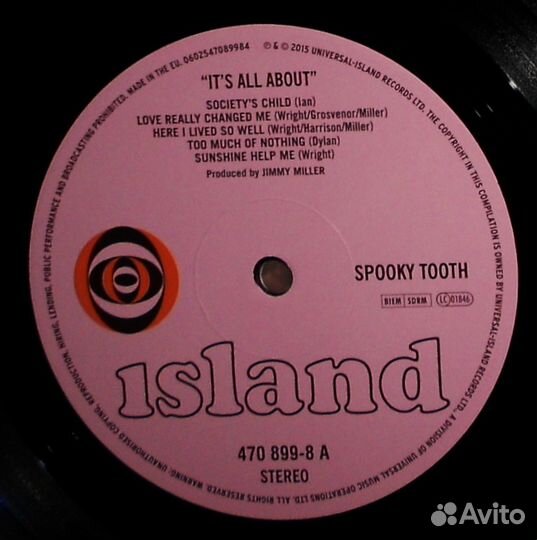 MADE IN THE EU. 0602547089984 ℗ & © 2015 UNIVERSAL-ISLAND RECORDS LTD. THE COPYRIGHT IN THIS COMPILATION IS OWNED BY UNIVERSAL-ISLAND RECORDS LTD. A DIVISION OF UNIVERSAL MUSIC OPERATIONS LTD. ALL RIGHTS RESERVED. WARNING: UNAUTHORISED COPYING, REPRODUCTION, HIRING, LENDING, PUBLIC PERFORMANCE AND BROADCASTING PROHIBITED.
"IT'S ALL ABOUT"
SOCIETY'S CHILD (Ian)
LOVE REALLY CHANGED ME (Wright/Grosvenor/Miller)
HERE I LIVED SO WELL (Wright/Harrison/Miller)
TOO MUCH OF NOTHING (Dylan)
SUNSHINE HELP ME (Wright)
Produced by JIMMY MILLER
SPOOKY TOOTH
BIEM SDRM LC 01846
island
470 899-8 A
STEREO
Avito